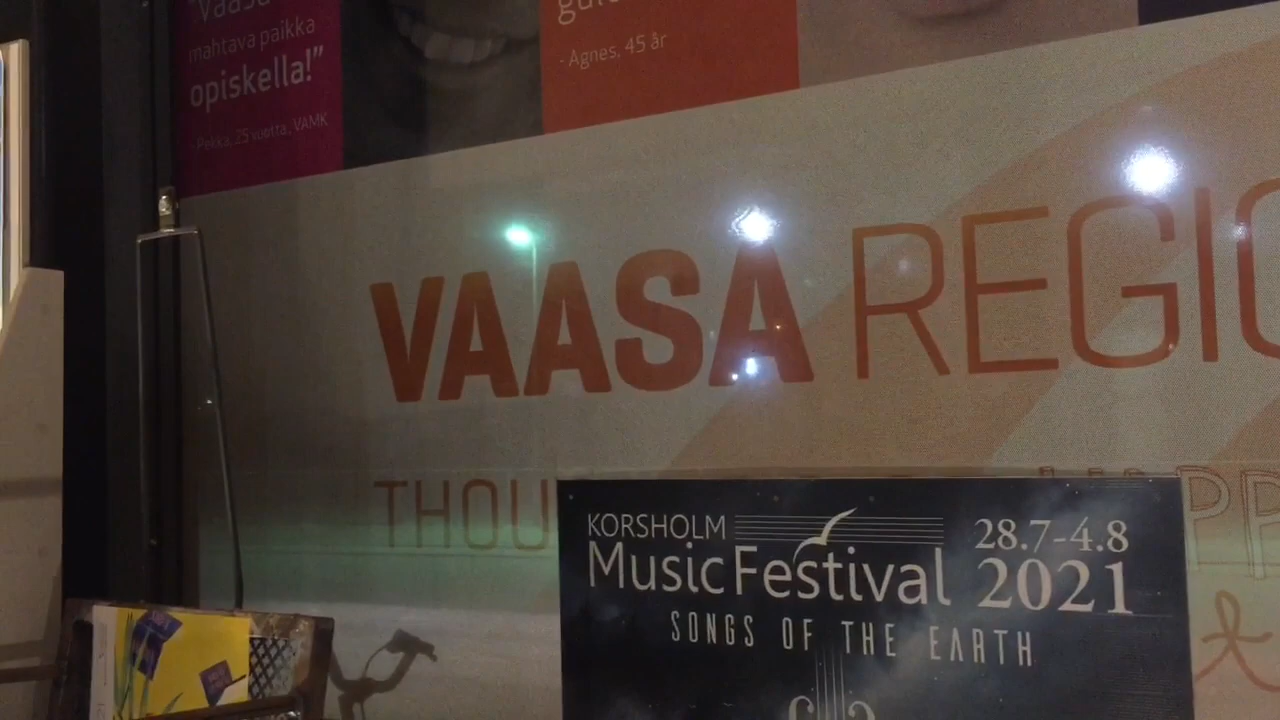 "Vaasa
mahtava paikka
opiskella!"
- Pekka, 25 vuotta, VAMK
- Agnes, 45 år
VAASA REGIO
THOU
KORSHOLM
Music Festival
28.7-4.8
2021
SONGS OF THE EARTH